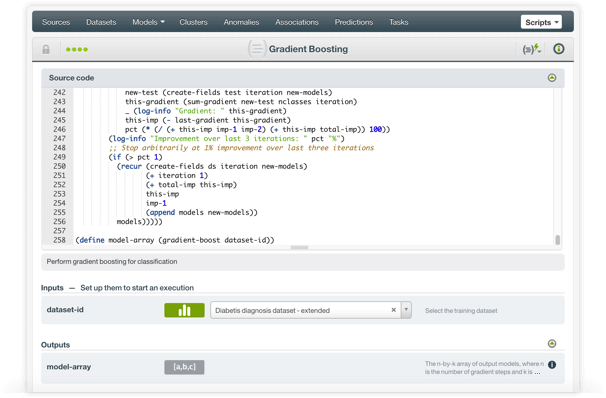 Sources Datasets Models Clusters Anomalies Associations Predictions Tasks Scripts
Gradient Boosting
Source code
242 new-test (create-fields test iteration new-models)
243 this-gradient (sum-gradient new-test nclasses iteration)
244 _ (log-info "Gradient: " this-gradient)
245 this-imp (- last-gradient this-gradient)
246 pct (* (/ (+ this-imp imp-1 imp-2) (+ this-imp total-imp)) 100))
247 (log-info "Improvement over last 3 iterations: " pct "%")
248 ;; Stop arbitrarily at 1% improvement over last three iterations
249 (if (> pct 1)
250 (recur (create-fields ds iteration new-models)
251 (+ iteration 1)
252 (+ total-imp this-imp)
253 this-imp
254 imp-1
255 (append models new-models))
256 models)))))
257
258 (define model-array (gradient-boost dataset-id))
Perform gradient boosting for classification
Inputs — Set up them to start an execution
dataset-id Diabetis diagnosis dataset - extended × Select the training dataset
Outputs
model-array [a,b,c] The n-by-k array of output models, where n
is the number of gradient steps and k is ...